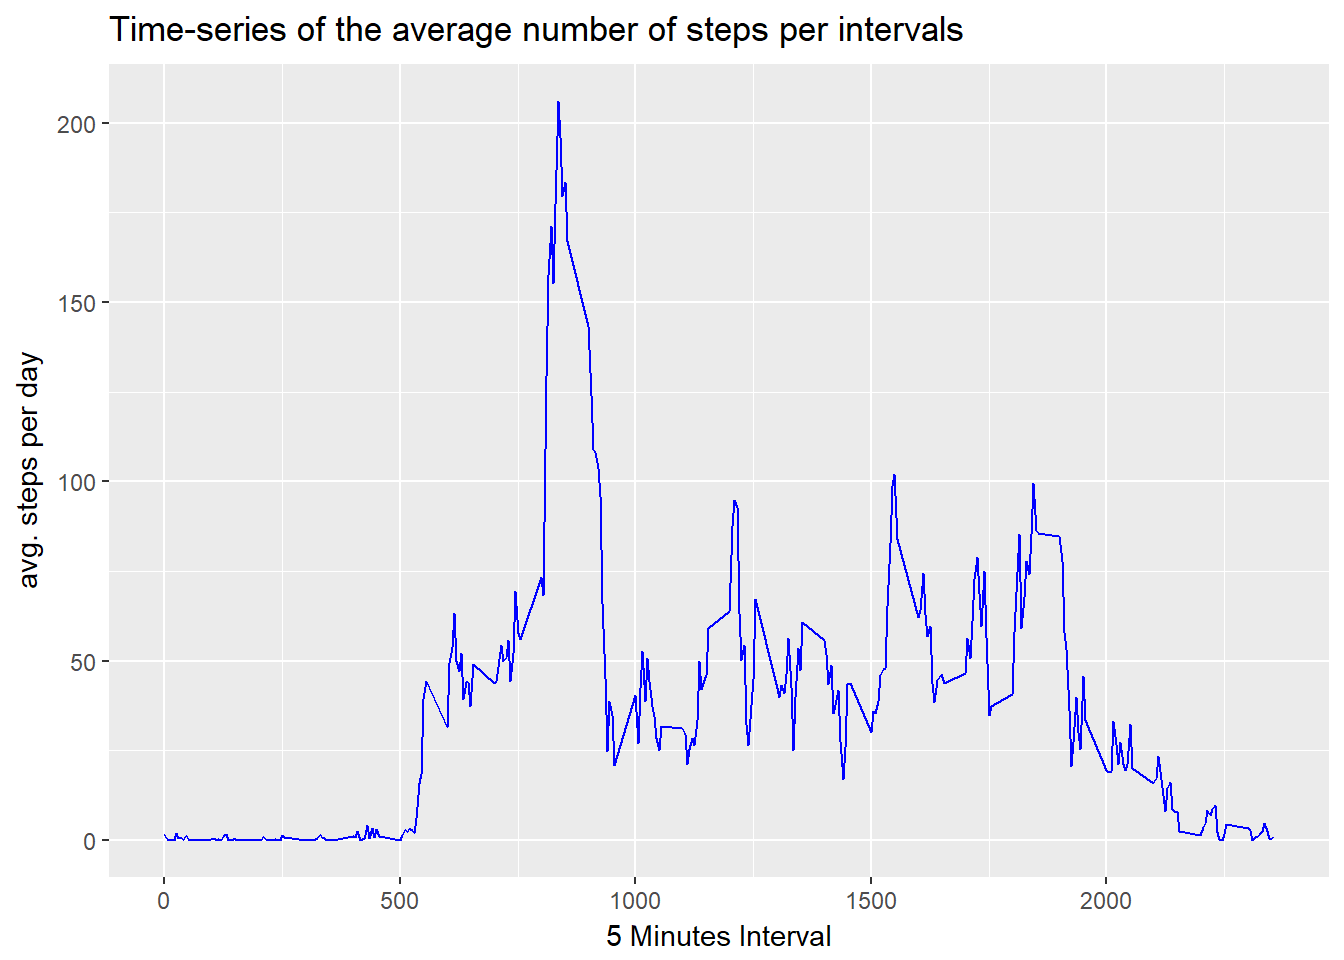 Time-series of the average number of steps per intervals
avg. steps per day
200
150
100
50
0
0 500 1000 1500 2000
5 Minutes Interval